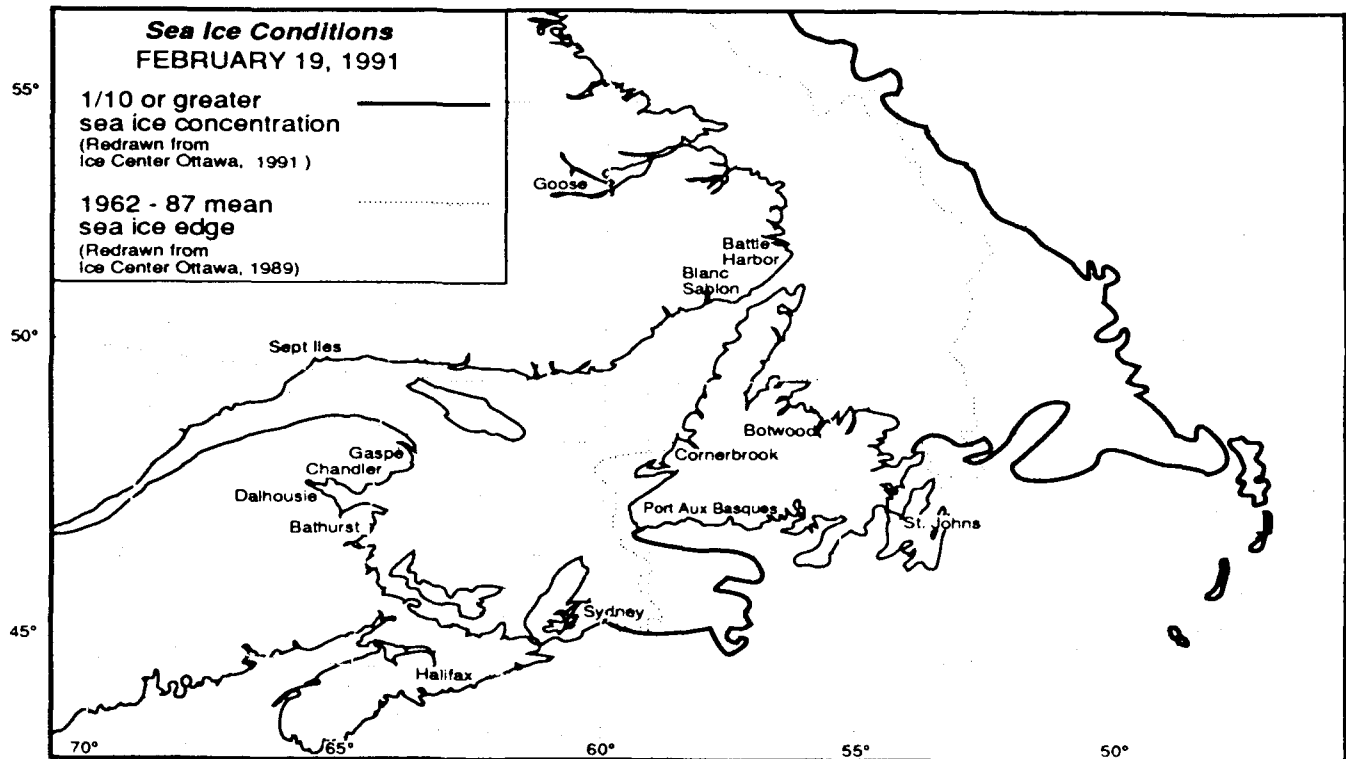 Sea Ice Conditions
FEBRUARY 19, 1991
1/10 or greater
sea ice concentration
(Redrawn from
Ice Center Ottawa, 1991 )
1962 - 87 mean
sea ice edge
(Redrawn from
Ice Center Ottawa, 1989)
55°
50°
45°
70°
65°
60°
55°
50°
Goose
Battle
Harbor
Blanc
Sablon
Sept Iles
Botwood
Gaspe
Cornerbrook
Chandler
Dalhousie
Port Aux Basques
Bathurst
St. Johns
Sydney
Halifax